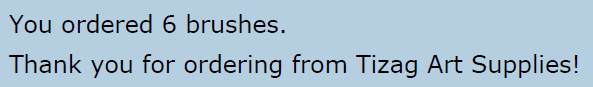 You ordered 6 brushes.
Thank you for ordering from Tizag Art Supplies!